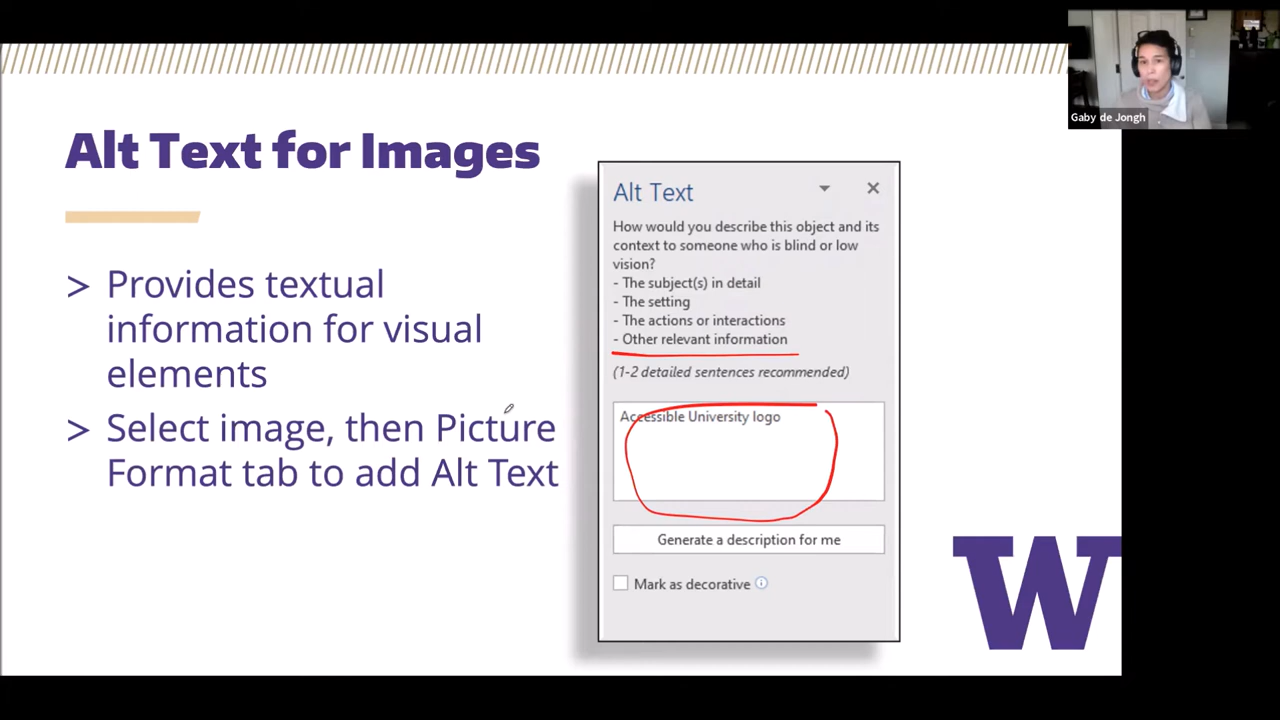 Gaby de Jongh
Alt Text for Images
> Provides textual
information for visual
elements
> Select image, then Picture
Format tab to add Alt Text
Alt Text
How would you describe this object and its
context to someone who is blind or low
vision?
- The subject(s) in detail
- The setting
- The actions or interactions
- Other relevant information
(1-2 detailed sentences recommended)
Accessible University logo
Generate a description for me
Mark as decorative
W